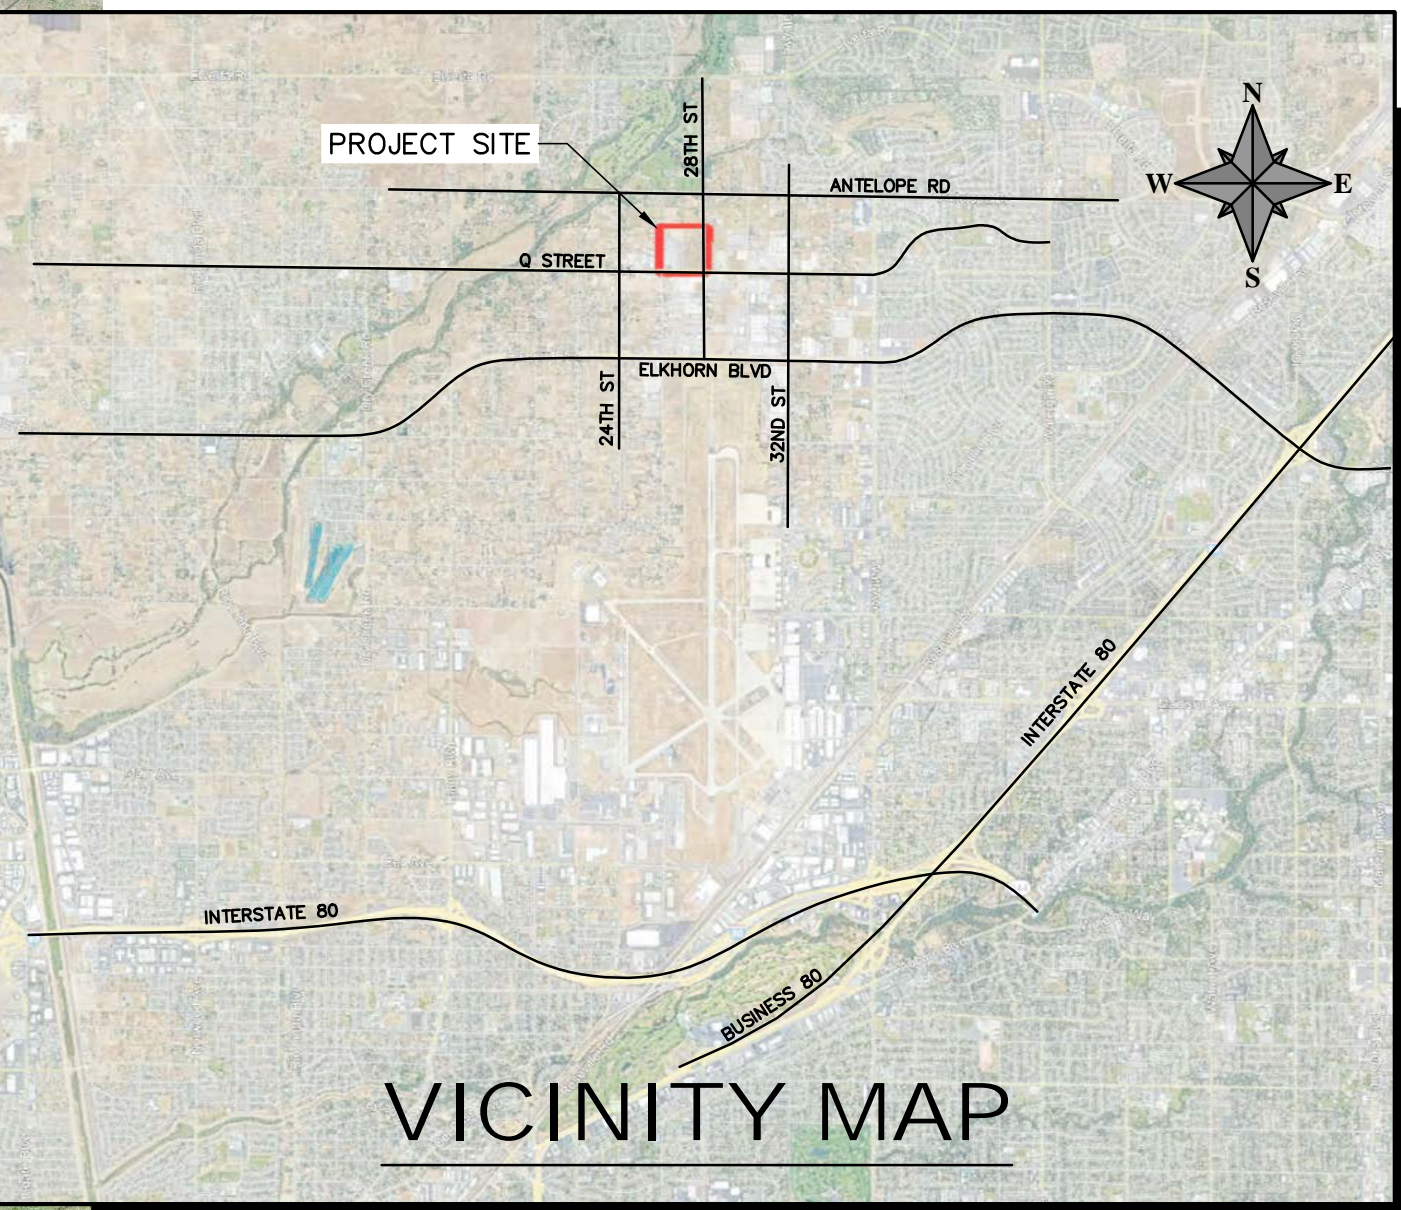 N
28TH ST
PROJECT SITE
W
E
ANTELOPE RD
Q STREET
S
ELKHORN BLVD
24TH ST
32ND ST
INTERSTATE 80
INTERSTATE 80
BUSINESS 80
VICINITY MAP